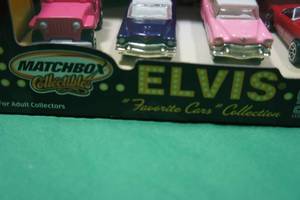 MATCHBOX
Collectibles
ELVIS
For Adult Collectors
"Favorite Cars" Collection